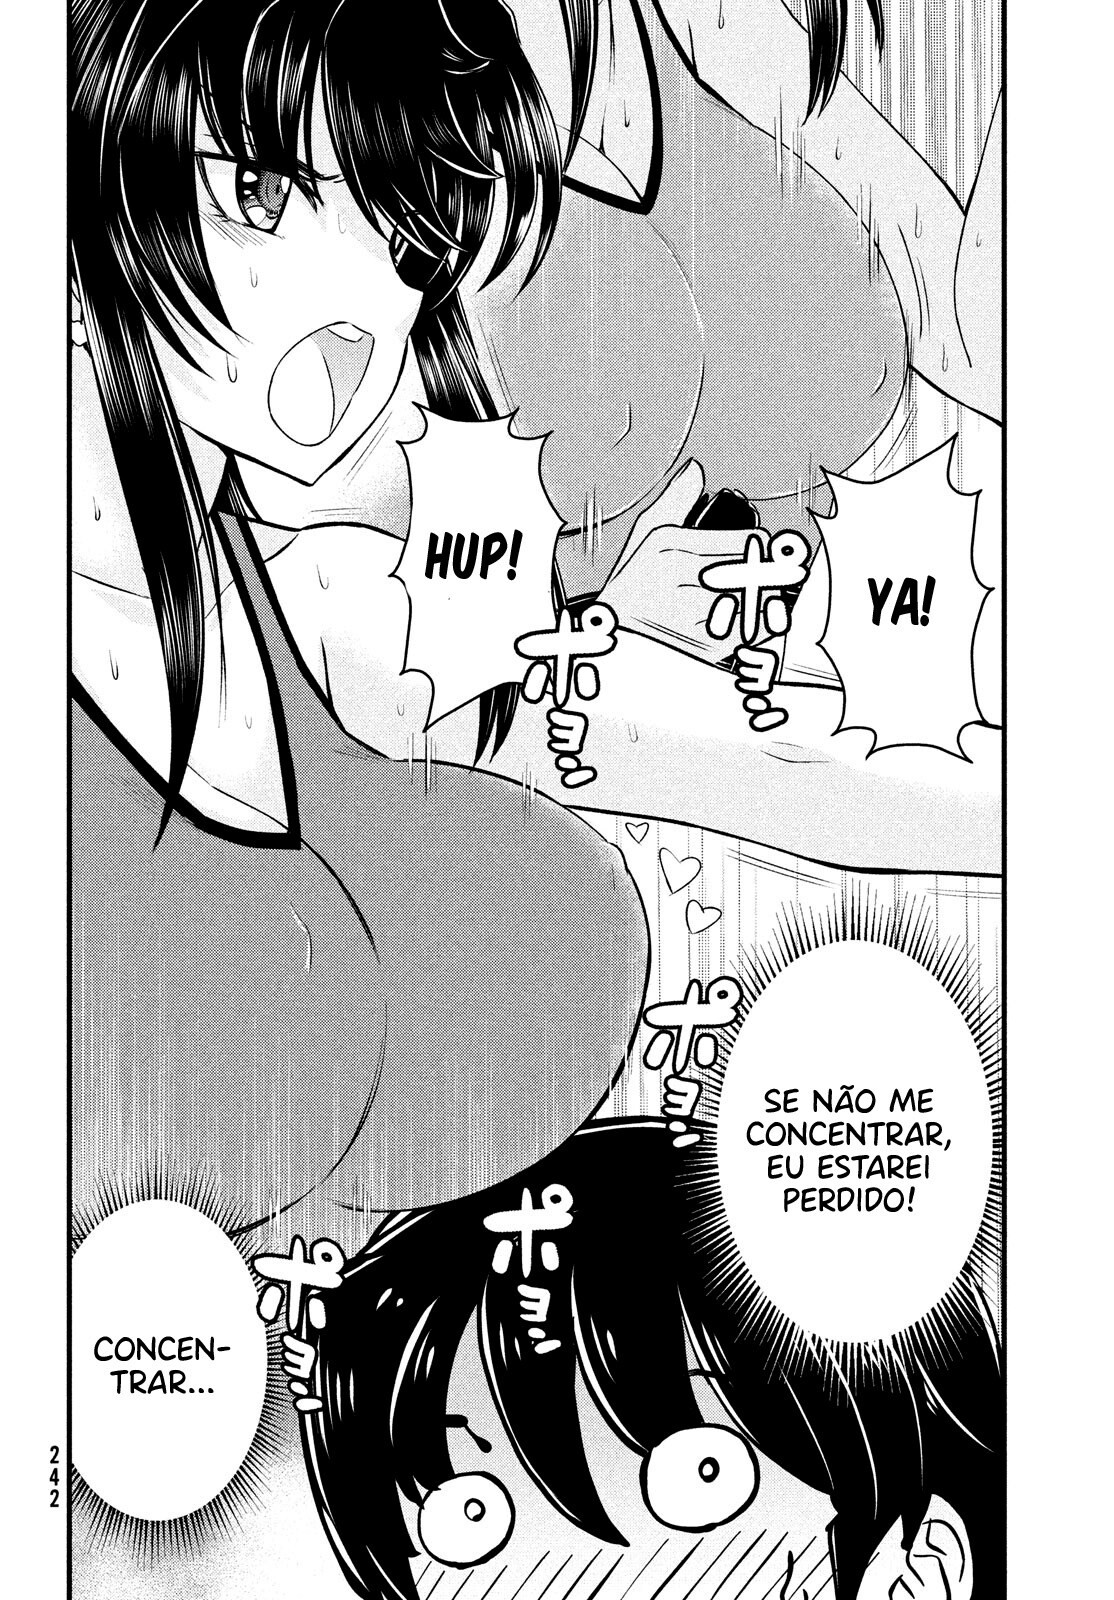 YA!
HUP!
ポヨン
ポヨン
SE NÃO ME
CONCENTRAR,
EU ESTAREI
PERDIDO!
ポヨン
ポヨン
ポヨン
CONCEN-
TRAR...
242